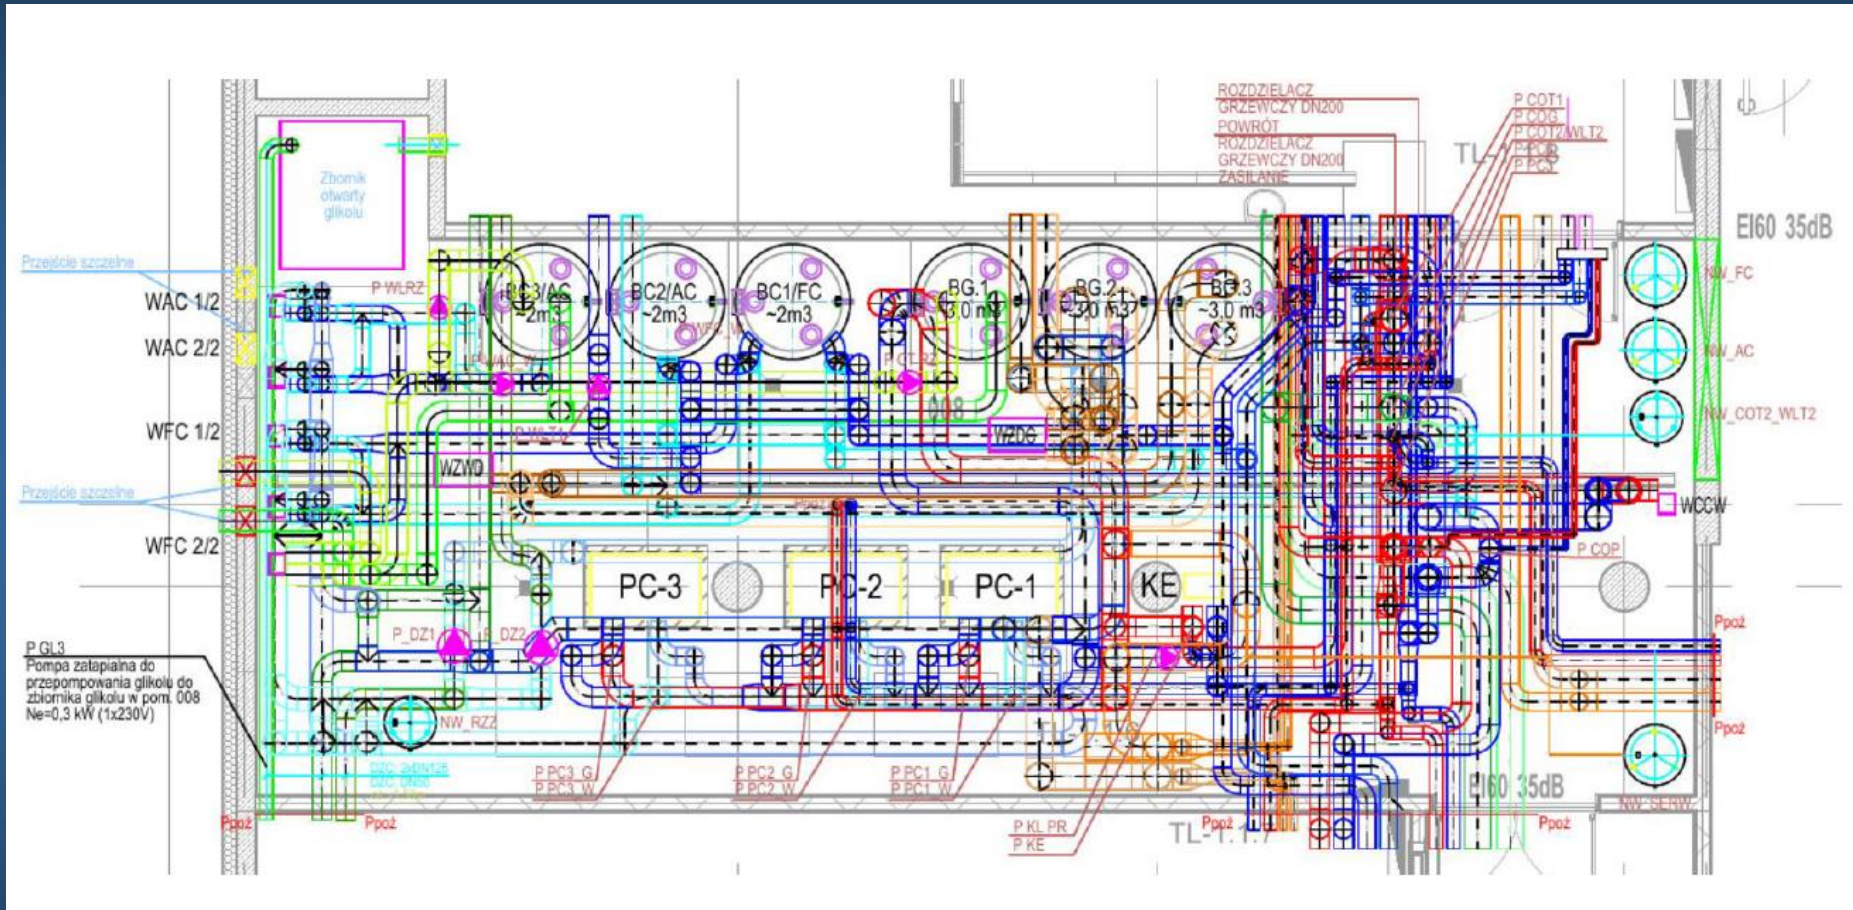 ROZDZIELACZ
GRZEWCZY DN200
POWRÓT
ROZDZIELACZ
GRZEWCZY DN200
ZASILANIE
P COT1
P COG
P COT2/WLT2
P PC3
Zbornik
otwarty
glikolu
EI60 35dB
Przejście szczelne
WAC 1/2
WAC 2/2
WFC 1/2
Przejście szczelne
WFC 2/2
P WLRZ
BC3/AC
~2m3
BC2/AC
~2m3
BC1/FC
~2m3
BG.1
3,0 m3
BG.2
~3,0 m3
BG.3
~3,0 m3
NW_FC
NW_AC
NW_COT2_WLT2
P WLT1
008
WZDG
WZWD
WCCW
P COP
PC-3
PC-2
PC-1
KE
P_DZ1
P_DZ2
P GL3
Pompa zatapialna do
przepompowania glikolu do
zbiornika glikolu w pom. 008
Ne=0,3 kW (1x230V)
NW_RZZ
P PC3_G
P PC3_W
P PC2_G
P PC2_W
P PC1_G
P PC1_W
P KL PR
P KE
Ppoż
Ppoż
EI60 35dB
NW_SERW
Ppoż
Ppoż
Ppoż
TL-1.1.7
Ppoż